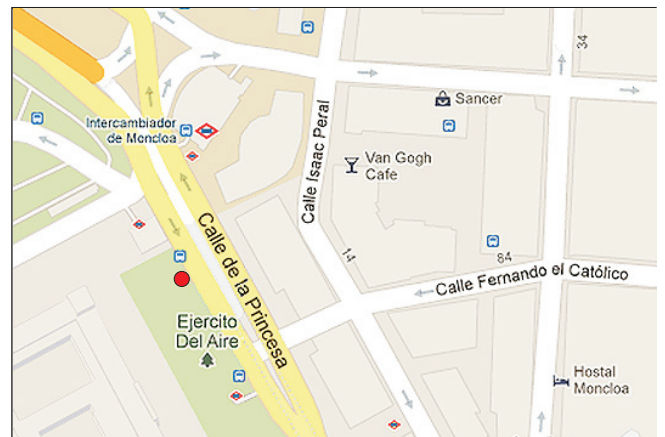 34
Sancer
Intercambiador
de Moncloa
Calle Isaac Peral
Van Gogh
Cafe
Calle de la Princesa
14
84
Calle Fernando el Católico
Ejercito
Del Aire
Hostal
Moncloa